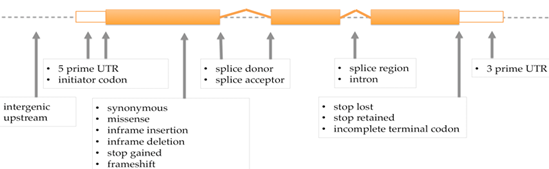 • 5 prime UTR
• initiator codon
• splice donor
• splice acceptor
• splice region
• intron
• 3 prime UTR
intergenic
upstream
• synonymous
• missense
• inframe insertion
• inframe deletion
• stop gained
• frameshift
• stop lost
• stop retained
• incomplete terminal codon